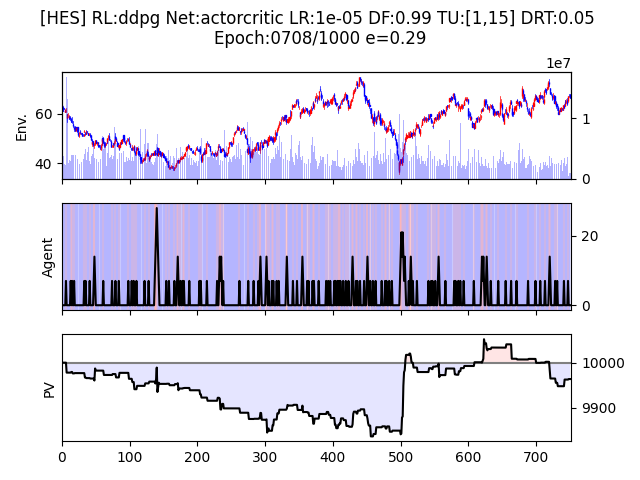 [HES] RL:ddpg Net:actorcritic LR:1e-05 DF:0.99 TU:[1,15] DRT:0.05
Epoch:0708/1000 e=0.29
1e7
Env.
60
40
1
0
Agent
20
0
PV
10000
9900
0 100 200 300 400 500 600 700